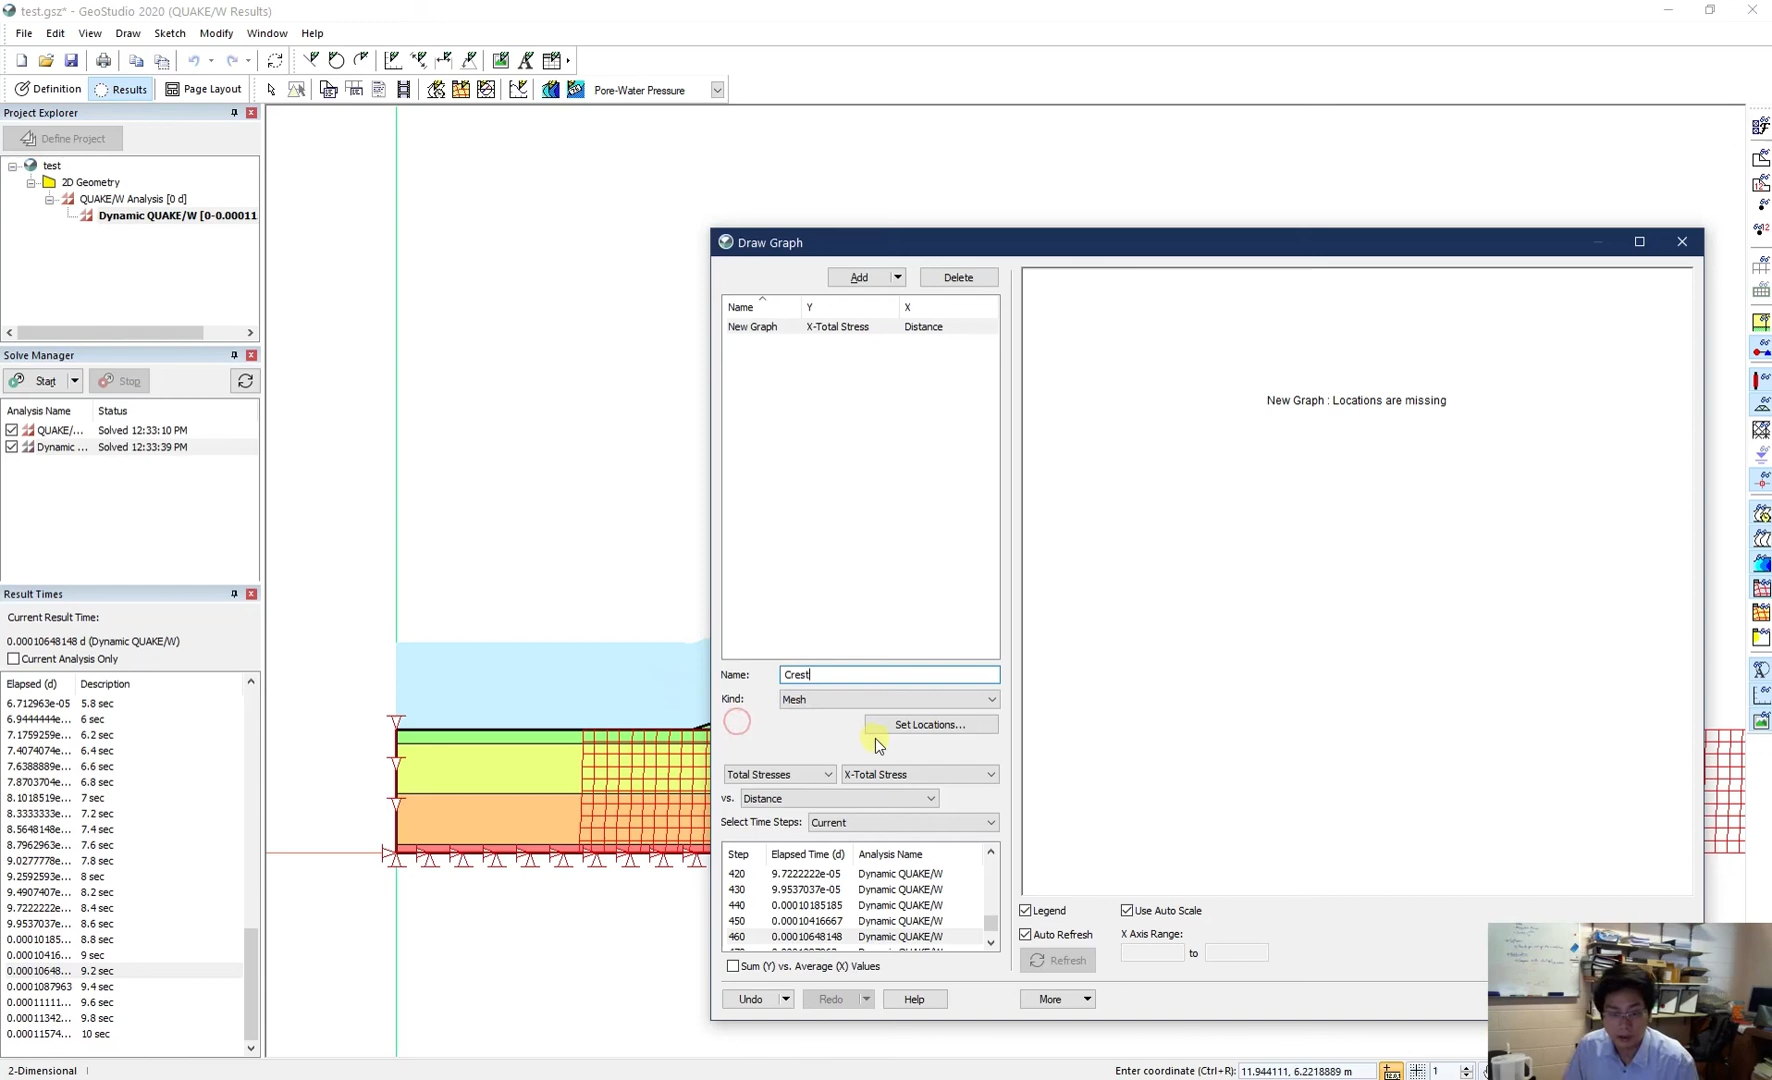 test.gsz* - GeoStudio 2020 (QUAKE/W Results)
File Edit View Draw Sketch Modify Window Help
Definition Results Page Layout Pore-Water Pressure
Project Explorer
Define Project
test
2D Geometry
QUAKE/W Analysis [0 d]
Dynamic QUAKE/W [0-0.00011
Solve Manager
Start Stop
Analysis Name Status
QUAKE/... Solved 12:33:10 PM
Dynamic ... Solved 12:33:39 PM
Result Times
Current Result Time:
0.00010648148 d (Dynamic QUAKE/W)
Current Analysis Only
Elapsed (d) Description
6.712963e-05 5.8 sec
6.9444444e... 6 sec
7.1759259e... 6.2 sec
7.4074074e... 6.4 sec
7.6388889e... 6.6 sec
7.8703704e... 6.8 sec
8.1018519e... 7 sec
8.3333333e... 7.2 sec
8.5648148e... 7.4 sec
8.7962963e... 7.6 sec
9.0277778e... 7.8 sec
9.2592593e... 8 sec
9.4907407e... 8.2 sec
9.7222222e... 8.4 sec
9.9537037e... 8.6 sec
0.00010185... 8.8 sec
0.00010416... 9 sec
0.00010648... 9.2 sec
0.0001087963 9.4 sec
0.00011111... 9.6 sec
0.00011342... 9.8 sec
0.00011574... 10 sec
Draw Graph
Add Delete
Name Y X
New Graph X-Total Stress Distance
Name: Crest
Kind: Mesh
Set Locations...
Total Stresses X-Total Stress
vs. Distance
Select Time Steps: Current
Step Elapsed Time (d) Analysis Name
420 9.7222222e-05 Dynamic QUAKE/W
430 9.9537037e-05 Dynamic QUAKE/W
440 0.00010185185 Dynamic QUAKE/W
450 0.00010416667 Dynamic QUAKE/W
460 0.00010648148 Dynamic QUAKE/W
Sum (Y) vs. Average (X) Values
Undo Redo Help
New Graph : Locations are missing
Legend Use Auto Scale
Auto Refresh X Axis Range:
Refresh to
More
2-Dimensional
Enter coordinate (Ctrl+R): 11.944111, 6.2218889 m
1